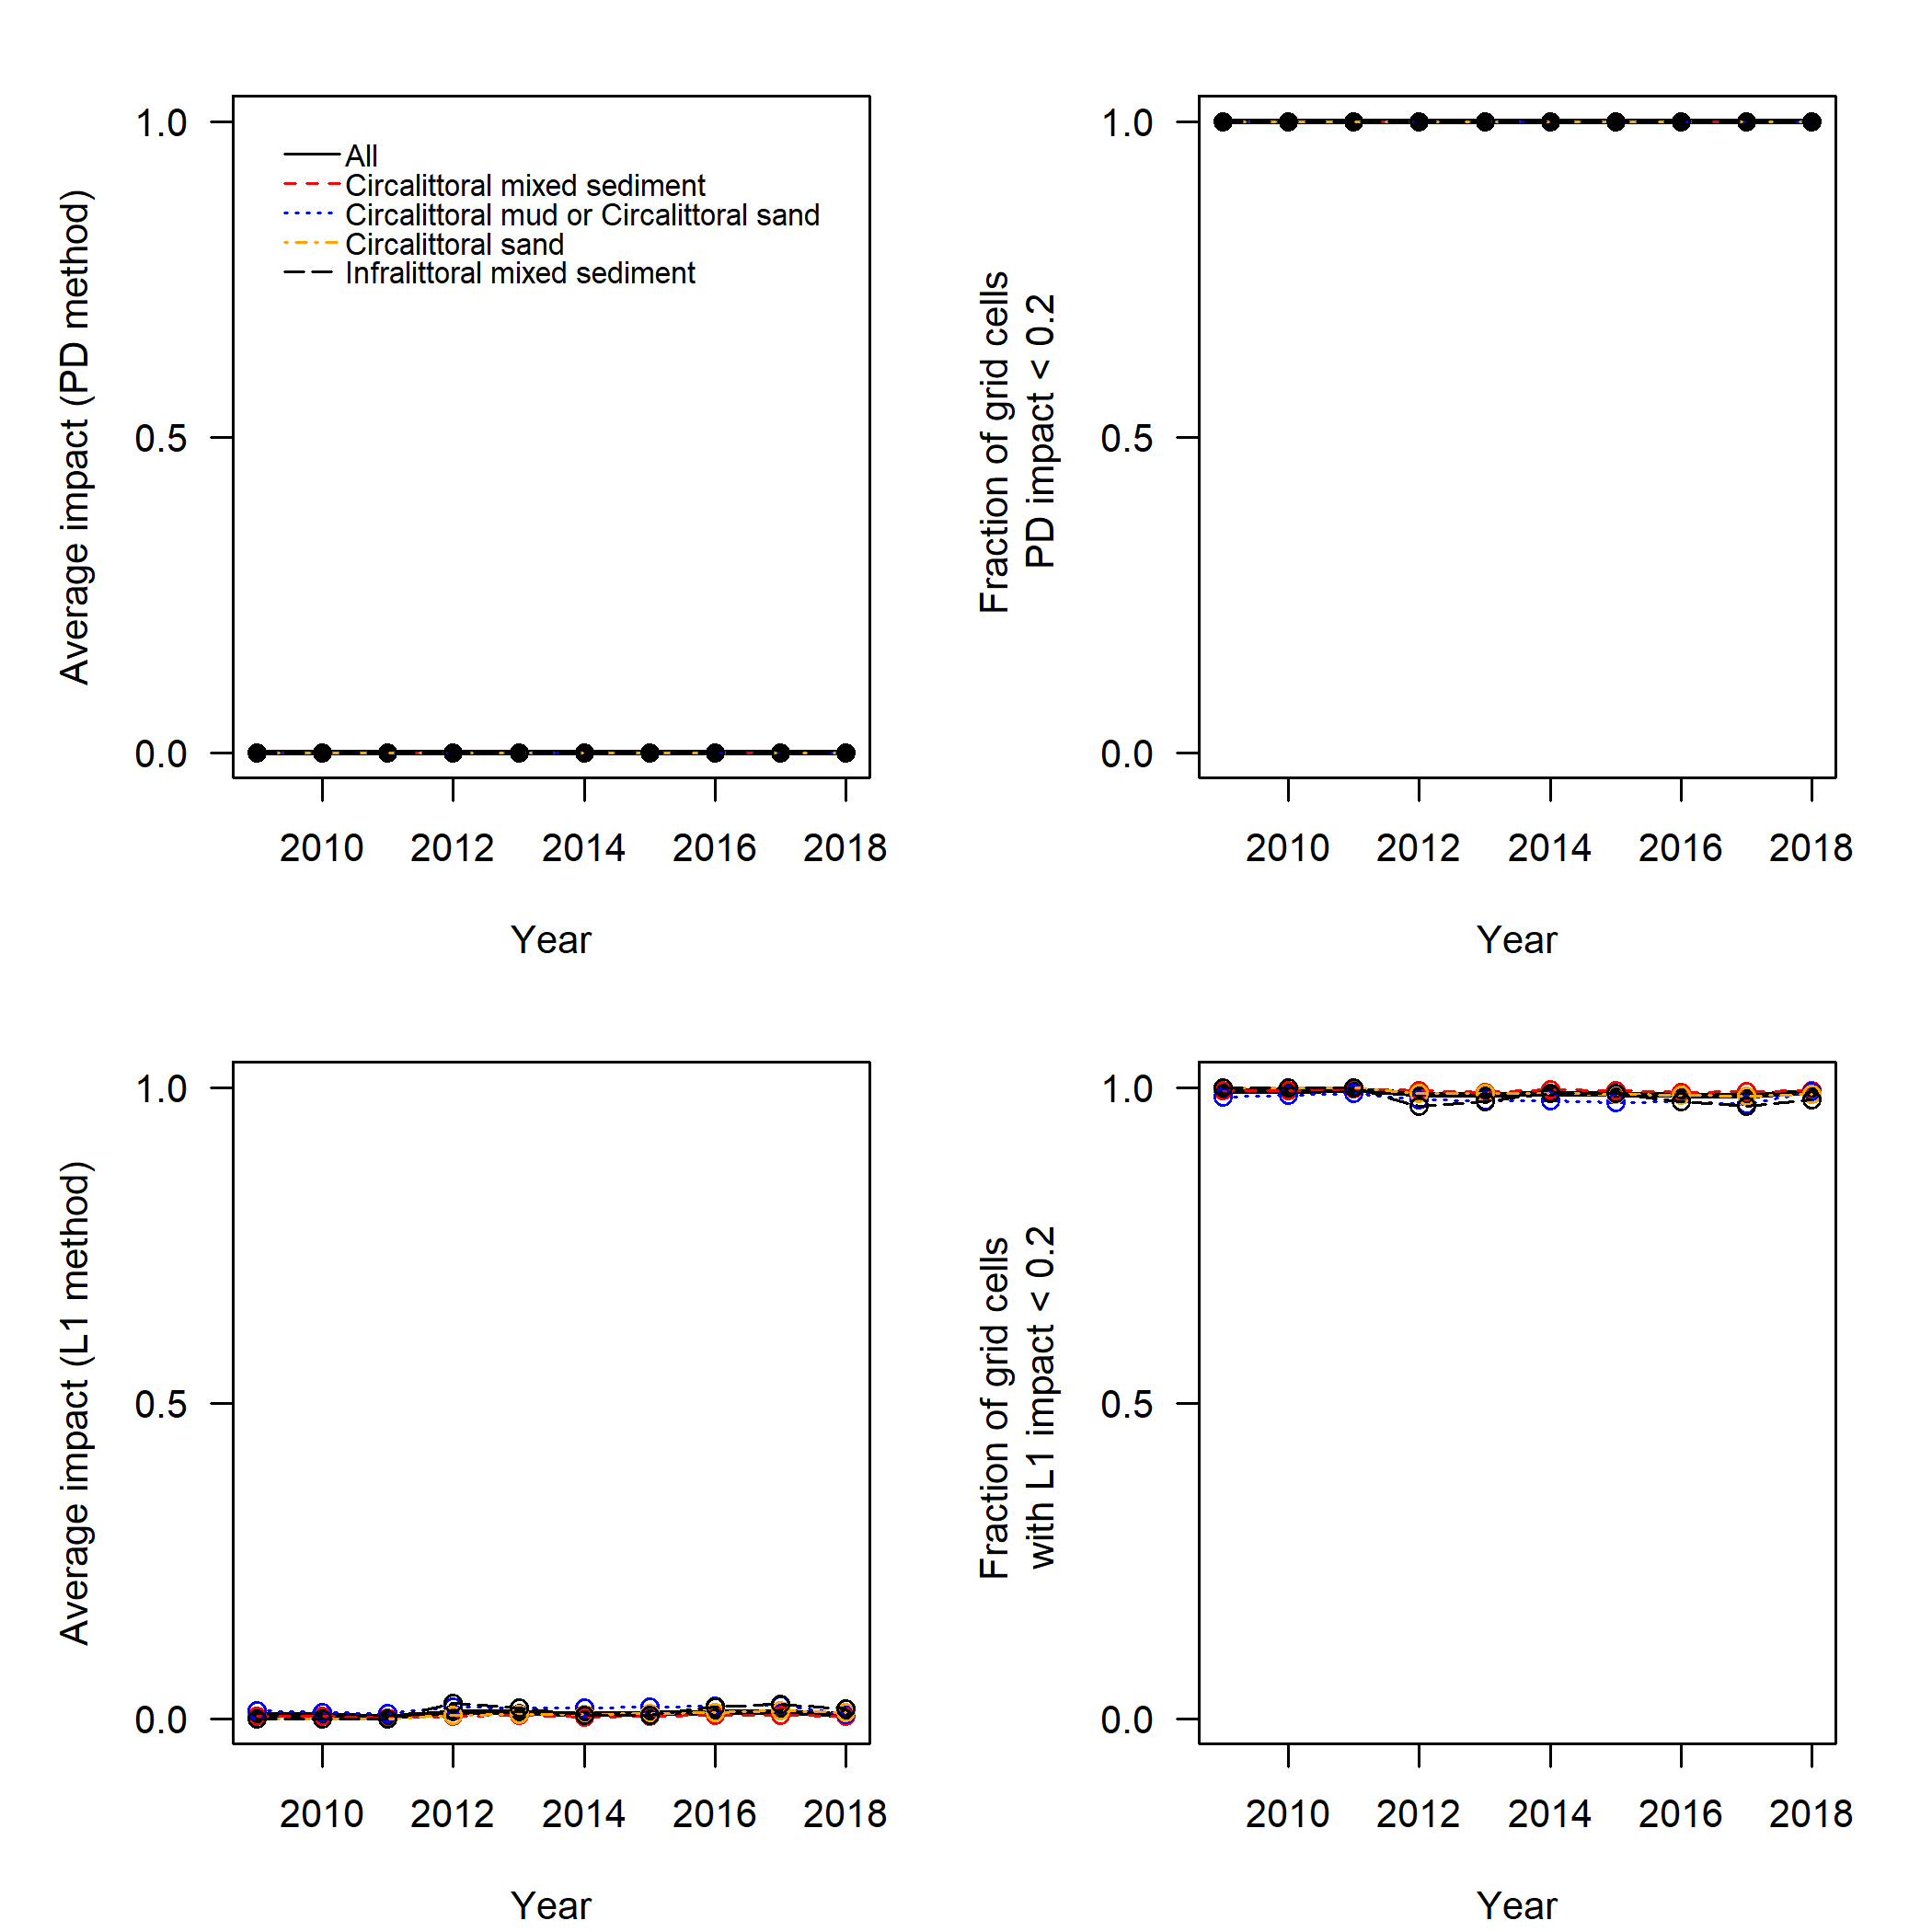 Average impact (PD method)
1.0
0.5
0.0
All
Circalittoral mixed sediment
Circalittoral mud or Circalittoral sand
Circalittoral sand
Infralittoral mixed sediment
2010 2012 2014 2016 2018
Year
Fraction of grid cells
PD impact < 0.2
1.0
0.5
0.0
2010 2012 2014 2016 2018
Year
Average impact (L1 method)
1.0
0.5
0.0
2010 2012 2014 2016 2018
Year
Fraction of grid cells
with L1 impact < 0.2
1.0
0.5
0.0
2010 2012 2014 2016 2018
Year